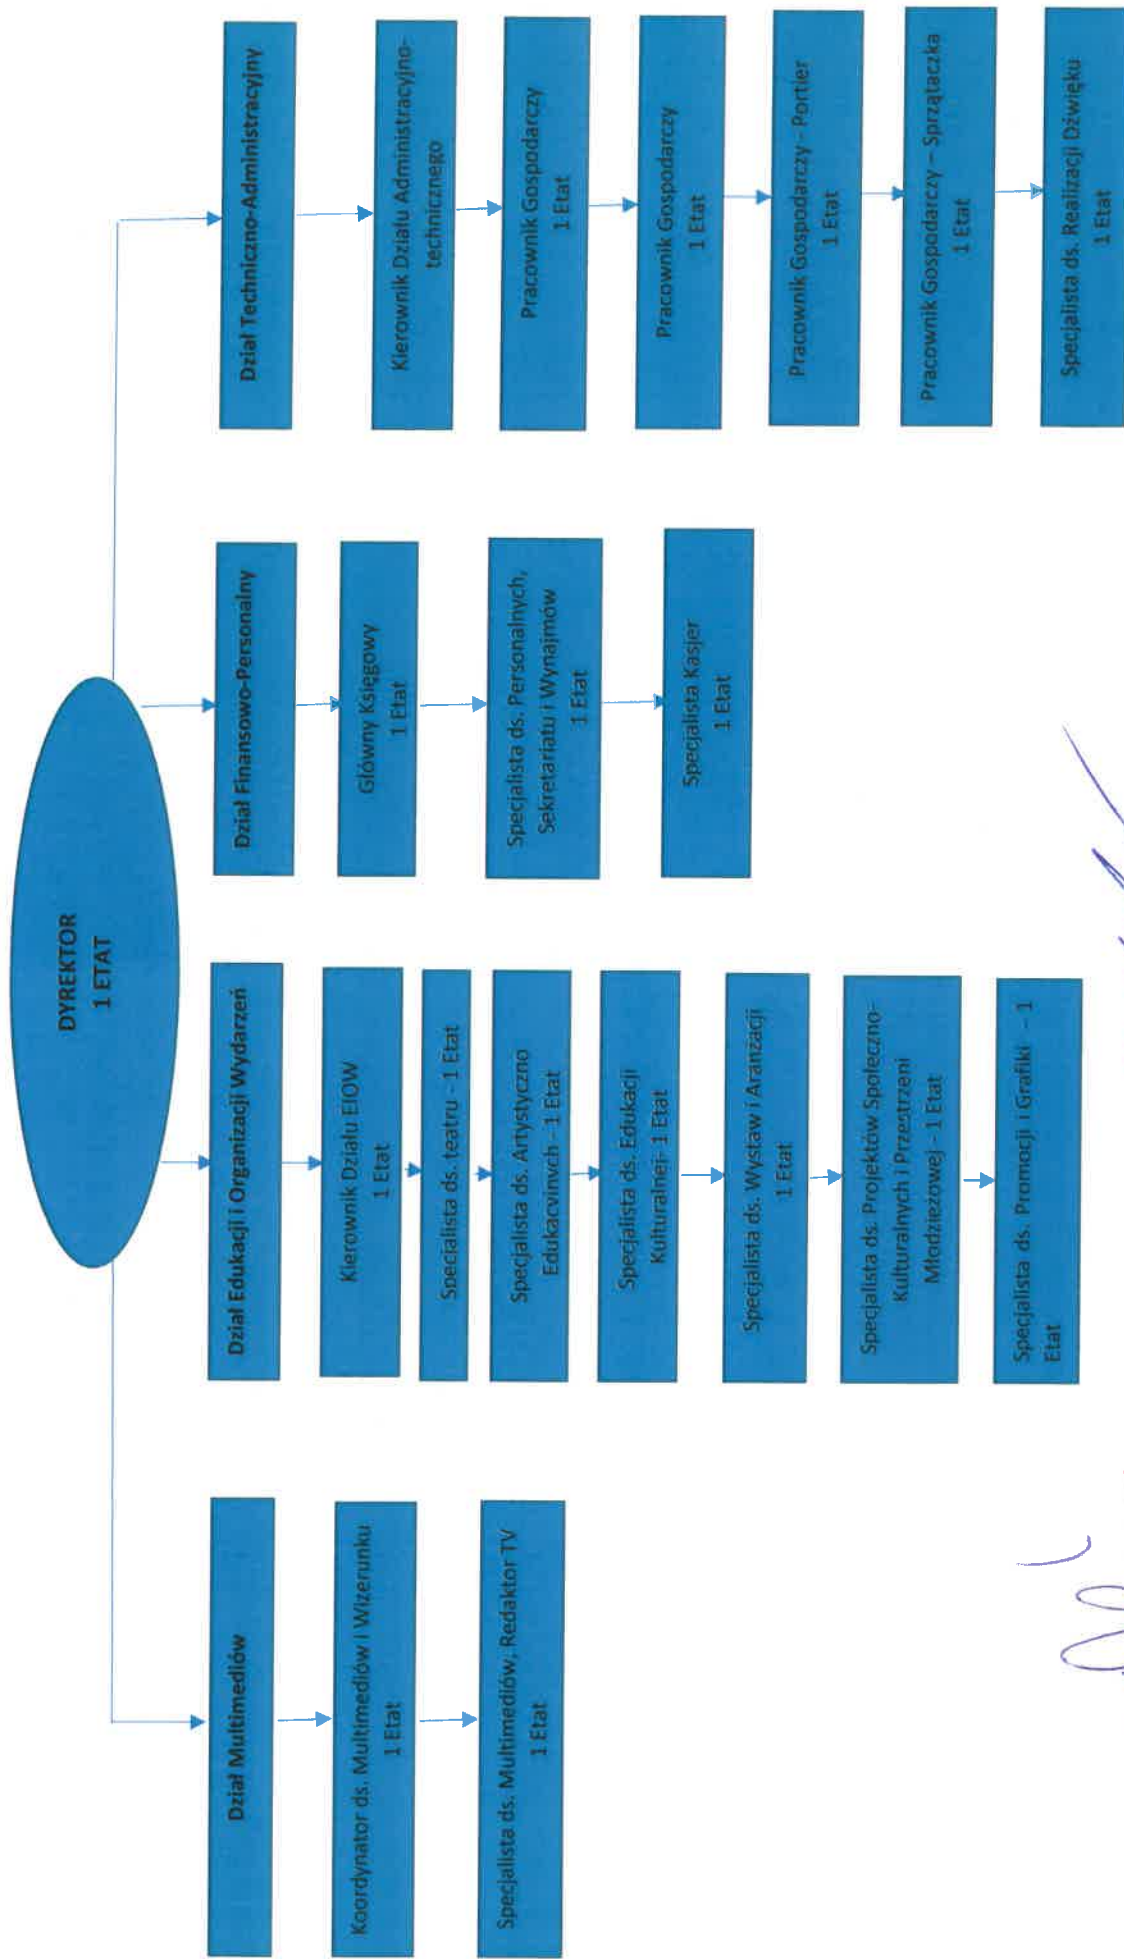 DYREKTOR
1 ETAT
Dział Multimediów
Koordynator ds. Multimediów i Wizerunku
1 Etat
Specjalista ds. Multimediów, Redaktor TV
1 Etat
Dział Edukacji i Organizacji Wydarzeń
Kierownik Działu EIOW
1 Etat
Specjalista ds. teatru - 1 Etat
Specjalista ds. Artystyczno
Edukacyjnych – 1 Etat
Specjalista ds. Edukacji
Kulturalnej- 1 Etat
Specjalista ds. Wystaw i Aranżacji
1 Etat
Specjalista ds. Projektów Społeczno-
Kulturalnych i Przestrzeni
Młodzieżowej - 1 Etat
Specjalista ds. Promocji i Grafiki - 1
Etat
Dział Finansowo-Personalny
Główny Księgowy
1 Etat
Specjalista ds. Personalnych,
Sekretariatu i Wynajmów
1 Etat
Specjalista Kasjer
1 Etat
Dział Techniczno-Administracyjny
Kierownik Działu Administracyjno-
technicznego
Pracownik Gospodarczy
1 Etat
Pracownik Gospodarczy
1 Etat
Pracownik Gospodarczy - Portier
1 Etat
Pracownik Gospodarczy – Sprzątaczka
1 Etat
Specjalista ds. Realizacji Dźwięku
1 Etat